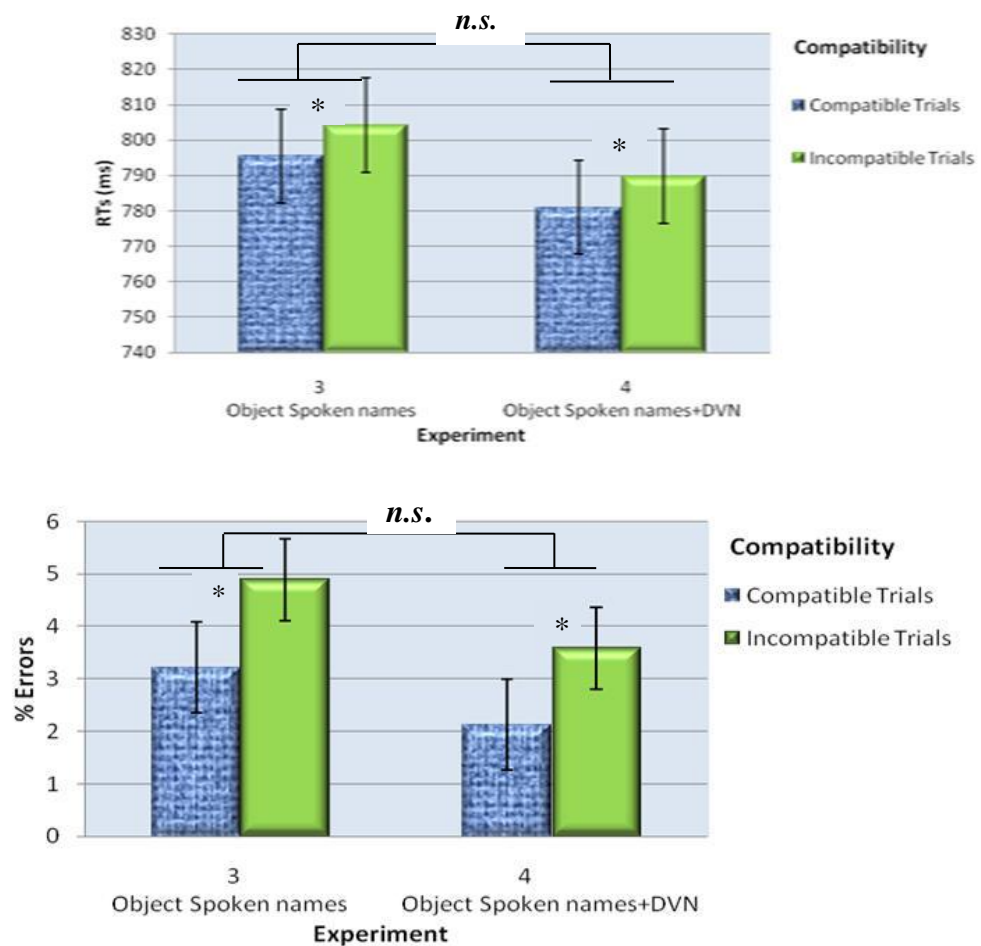 n.s.
830
820
810
800
790
780
770
760
750
740
RTs (ms)
*
*
Compatibility
Compatible Trials
Incompatible Trials
3
4
Object Spoken names
Object Spoken names+DVN
Experiment
n.s.
6
5
4
3
2
1
0
% Errors
*
*
Compatibility
Compatible Trials
Incompatible Trials
3
4
Object Spoken names
Object Spoken names+DVN
Experiment